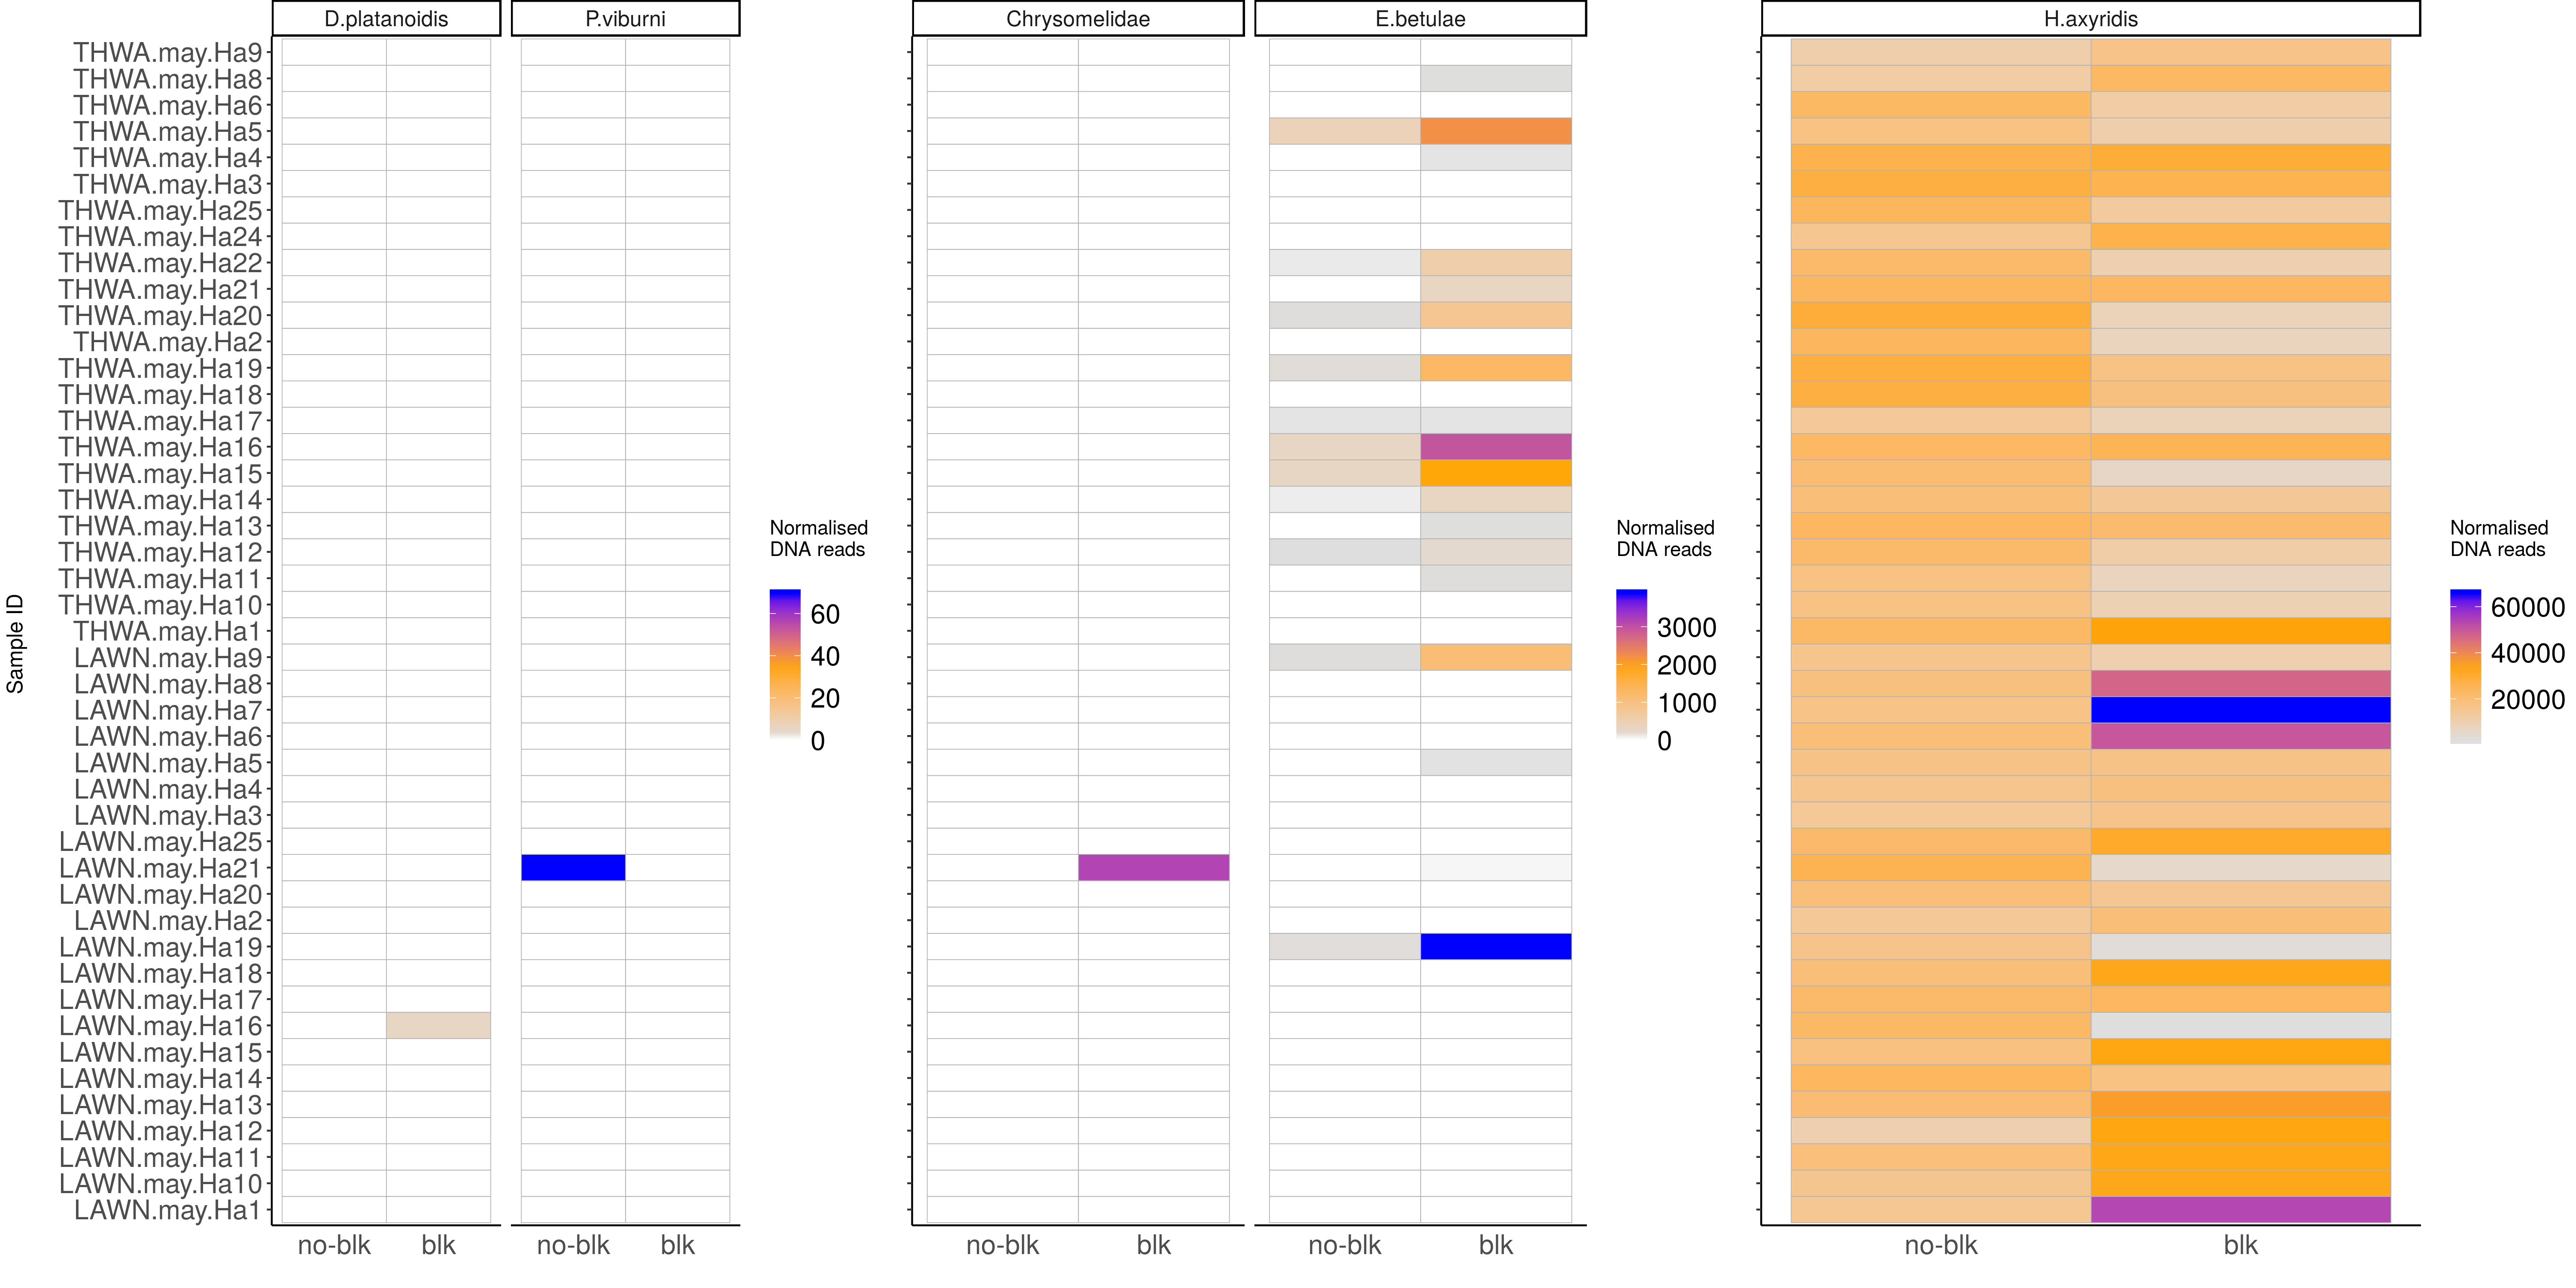 D.platanoidis
P.viburni
Chrysomelidae
E.betulae
H.axyridis
Sample ID
THWA.may.Ha9
THWA.may.Ha8
THWA.may.Ha6
THWA.may.Ha5
THWA.may.Ha4
THWA.may.Ha3
THWA.may.Ha25
THWA.may.Ha24
THWA.may.Ha22
THWA.may.Ha21
THWA.may.Ha20
THWA.may.Ha2
THWA.may.Ha19
THWA.may.Ha18
THWA.may.Ha17
THWA.may.Ha16
THWA.may.Ha15
THWA.may.Ha14
THWA.may.Ha13
THWA.may.Ha12
THWA.may.Ha11
THWA.may.Ha10
THWA.may.Ha1
LAWN.may.Ha9
LAWN.may.Ha8
LAWN.may.Ha7
LAWN.may.Ha6
LAWN.may.Ha5
LAWN.may.Ha4
LAWN.may.Ha3
LAWN.may.Ha25
LAWN.may.Ha21
LAWN.may.Ha20
LAWN.may.Ha2
LAWN.may.Ha19
LAWN.may.Ha18
LAWN.may.Ha17
LAWN.may.Ha16
LAWN.may.Ha15
LAWN.may.Ha14
LAWN.may.Ha13
LAWN.may.Ha12
LAWN.may.Ha11
LAWN.may.Ha10
LAWN.may.Ha1
no-blk
blk
no-blk
blk
Normalised
DNA reads
60
40
20
0
no-blk
blk
no-blk
blk
Normalised
DNA reads
3000
2000
1000
0
no-blk
blk
Normalised
DNA reads
60000
40000
20000